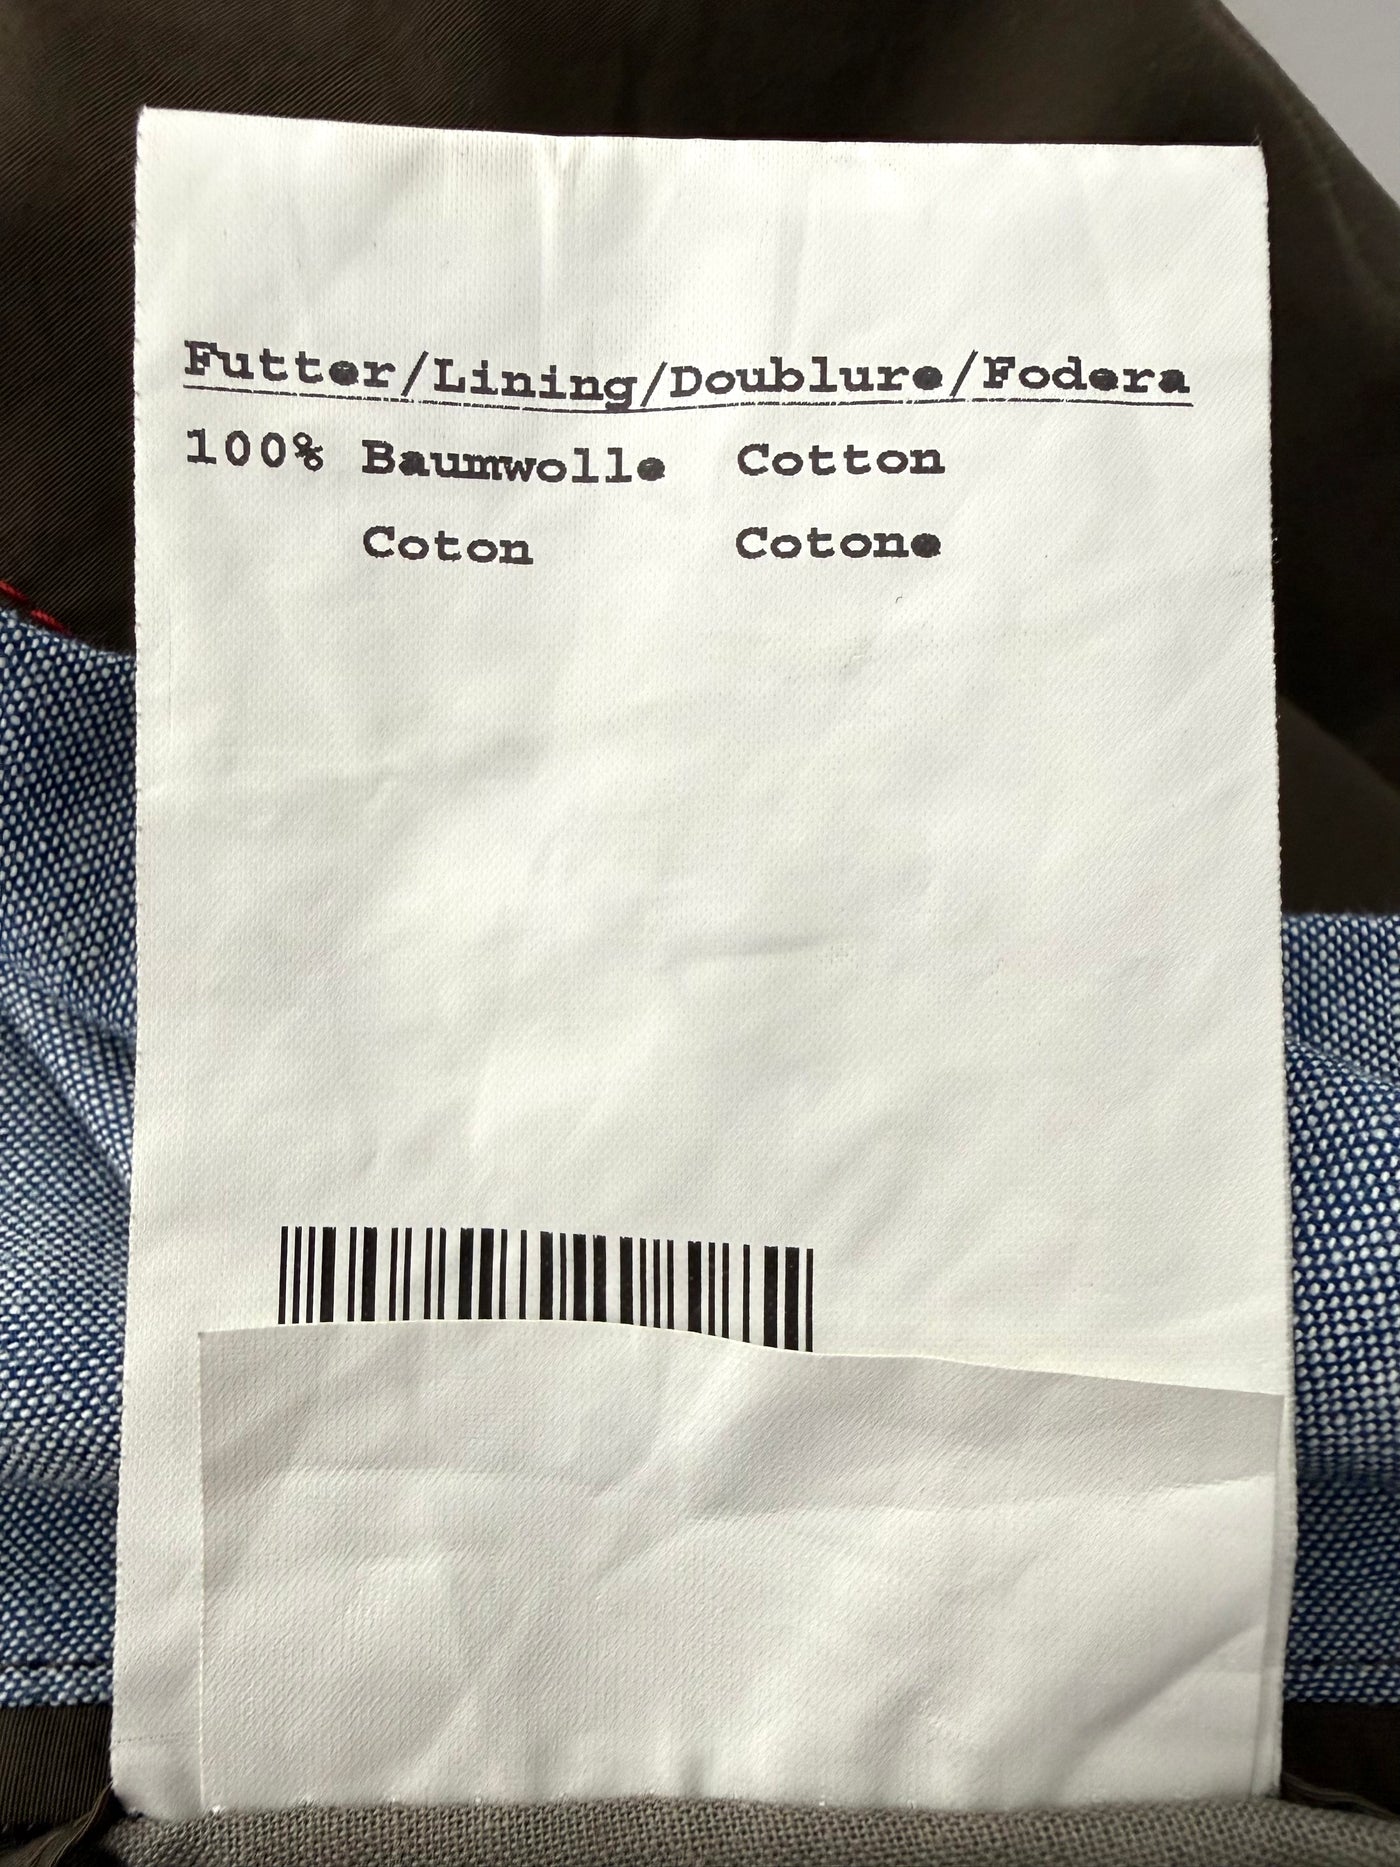 Futter/Lining/Doublure/Fodera
100% Baumwolle Cotton
Coton Cotone